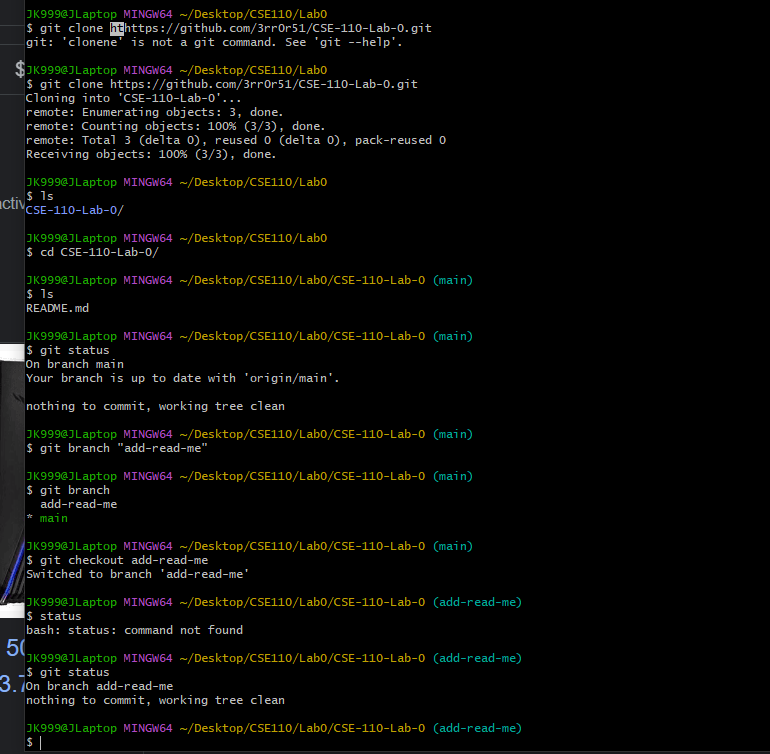 JK999@JLaptop MINGW64 ~/Desktop/CSE110/Lab0
$ git clone hthttps://github.com/3rr0r51/CSE-110-Lab-0.git
git: 'clonene' is not a git command. See 'git --help'.
JK999@JLaptop MINGW64 ~/Desktop/CSE110/Lab0
$ git clone https://github.com/3rr0r51/CSE-110-Lab-0.git
Cloning into 'CSE-110-Lab-0'...
remote: Enumerating objects: 3, done.
remote: Counting objects: 100% (3/3), done.
remote: Total 3 (delta 0), reused 0 (delta 0), pack-reused 0
Receiving objects: 100% (3/3), done.
JK999@JLaptop MINGW64 ~/Desktop/CSE110/Lab0
$ ls
CSE-110-Lab-0/
JK999@JLaptop MINGW64 ~/Desktop/CSE110/Lab0
$ cd CSE-110-Lab-0/
JK999@JLaptop MINGW64 ~/Desktop/CSE110/Lab0/CSE-110-Lab-0 (main)
$ ls
README.md
JK999@JLaptop MINGW64 ~/Desktop/CSE110/Lab0/CSE-110-Lab-0 (main)
$ git status
On branch main
Your branch is up to date with 'origin/main'.
nothing to commit, working tree clean
JK999@JLaptop MINGW64 ~/Desktop/CSE110/Lab0/CSE-110-Lab-0 (main)
$ git branch "add-read-me"
JK999@JLaptop MINGW64 ~/Desktop/CSE110/Lab0/CSE-110-Lab-0 (main)
$ git branch
add-read-me
* main
JK999@JLaptop MINGW64 ~/Desktop/CSE110/Lab0/CSE-110-Lab-0 (main)
$ git checkout add-read-me
Switched to branch 'add-read-me'
JK999@JLaptop MINGW64 ~/Desktop/CSE110/Lab0/CSE-110-Lab-0 (add-read-me)
$ status
bash: status: command not found
JK999@JLaptop MINGW64 ~/Desktop/CSE110/Lab0/CSE-110-Lab-0 (add-read-me)
$ git status
On branch add-read-me
nothing to commit, working tree clean
JK999@JLaptop MINGW64 ~/Desktop/CSE110/Lab0/CSE-110-Lab-0 (add-read-me)
$